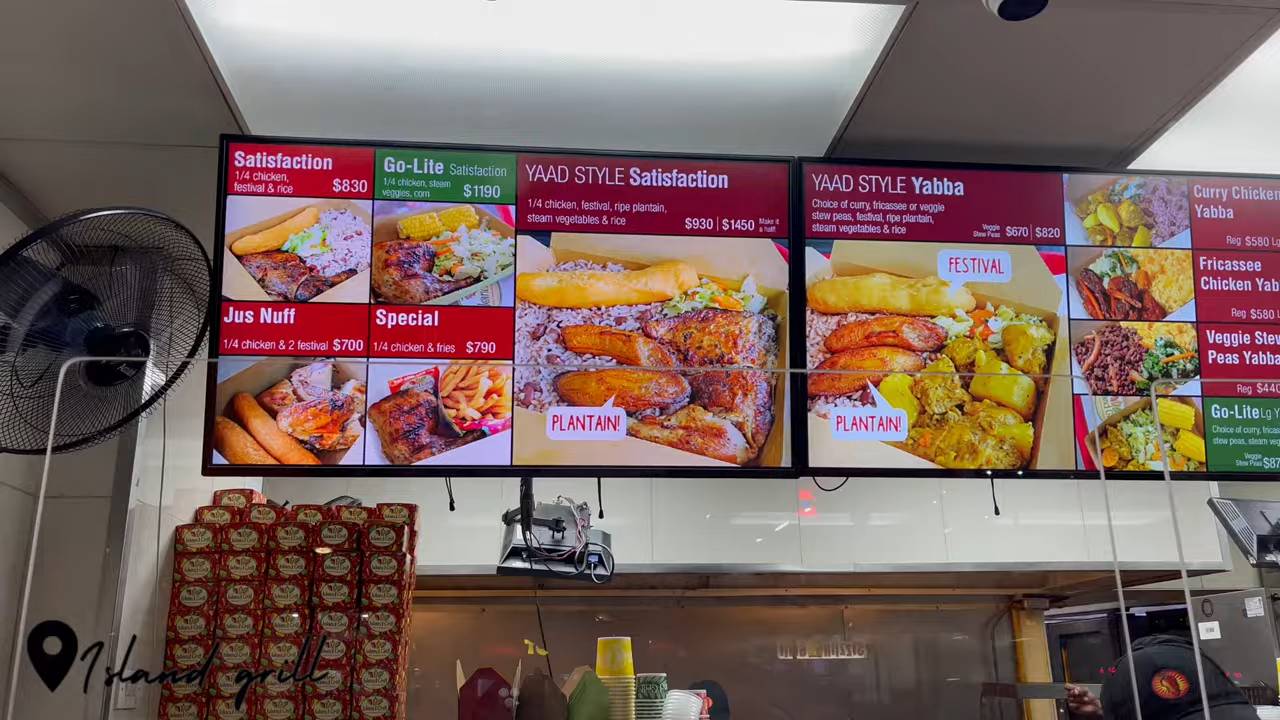 Satisfaction
1/4 chicken,
festival & rice $830
Go-Lite Satisfaction
1/4 chicken, steam
veggies, corn $1190
Jus Nuff
1/4 chicken & 2 festival $700
Special
1/4 chicken & fries $790
YAAD STYLE Satisfaction
1/4 chicken, festival, ripe plantain,
steam vegetables & rice $930 | $1450 Make it a half!
PLANTAIN!
YAAD STYLE Yabba
Choice of curry, fricassee or veggie
stew peas, festival, ripe plantain,
steam vegetables & rice Veggie Stew Peas $670 | $820
FESTIVAL
PLANTAIN!
Curry Chicken
Yabba
Reg $580 L
Fricassee
Chicken Yab
Reg $580 L
Veggie Stew
Peas Yabba
Reg $440
Go-Lite Lg Y
Choice of curry, fricas
stew peas, steam veg
Veggie Stew Peas $87
Island Grill
Island grill